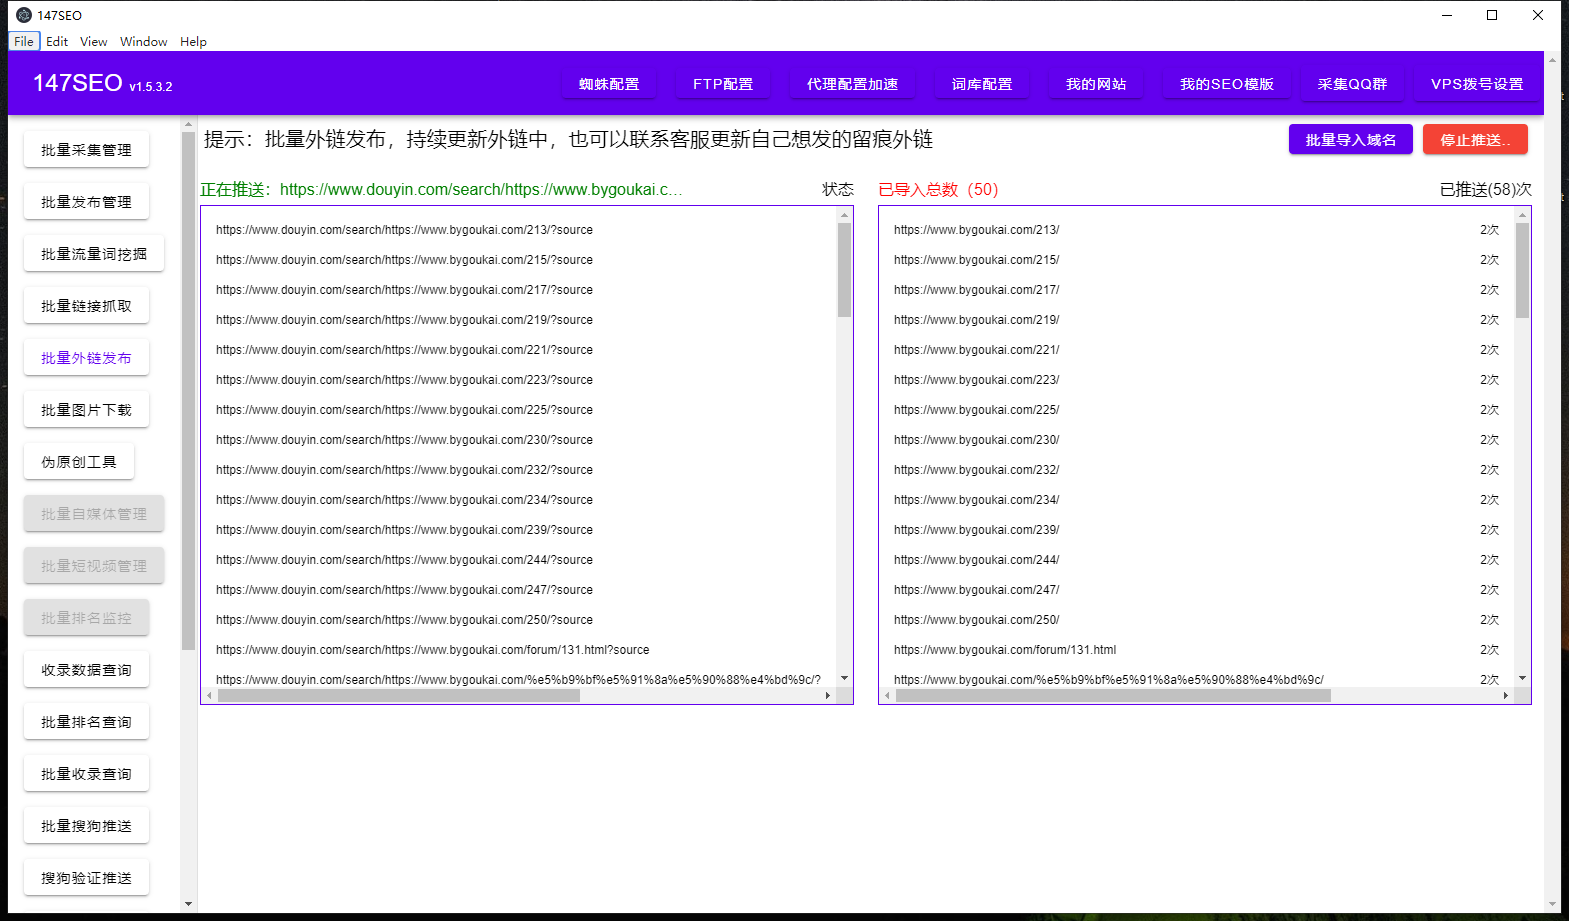 147SEO
File Edit View Window Help
147SEO v1.5.3.2 蜘蛛配置 FTP配置 代理配置加速 词库配置 我的网站 我的SEO模版 采集QQ群 VPS拨号设置
批量采集管理
批量发布管理
批量流量词挖掘
批量链接抓取
批量外链发布
批量图片下载
伪原创工具
批量自媒体管理
批量短视频管理
批量排名监控
收录数据查询
批量排名查询
批量收录查询
批量搜狗推送
搜狗验证推送
提示：批量外链发布，持续更新外链中，也可以联系客服更新自己想发的留痕外链
批量导入域名 停止推送..
正在推送：https://www.douyin.com/search/https://www.bygoukai.c… 状态
https://www.douyin.com/search/https://www.bygoukai.com/213/?source
https://www.douyin.com/search/https://www.bygoukai.com/215/?source
https://www.douyin.com/search/https://www.bygoukai.com/217/?source
https://www.douyin.com/search/https://www.bygoukai.com/219/?source
https://www.douyin.com/search/https://www.bygoukai.com/221/?source
https://www.douyin.com/search/https://www.bygoukai.com/223/?source
https://www.douyin.com/search/https://www.bygoukai.com/225/?source
https://www.douyin.com/search/https://www.bygoukai.com/230/?source
https://www.douyin.com/search/https://www.bygoukai.com/232/?source
https://www.douyin.com/search/https://www.bygoukai.com/234/?source
https://www.douyin.com/search/https://www.bygoukai.com/239/?source
https://www.douyin.com/search/https://www.bygoukai.com/244/?source
https://www.douyin.com/search/https://www.bygoukai.com/247/?source
https://www.douyin.com/search/https://www.bygoukai.com/250/?source
https://www.douyin.com/search/https://www.bygoukai.com/forum/131.html?source
https://www.douyin.com/search/https://www.bygoukai.com/%e5%b9%bf%e5%91%8a%e5%90%88%e4%bd%9c/?
已导入总数（50） 已推送(58)次
https://www.bygoukai.com/213/ 2次
https://www.bygoukai.com/215/ 2次
https://www.bygoukai.com/217/ 2次
https://www.bygoukai.com/219/ 2次
https://www.bygoukai.com/221/ 2次
https://www.bygoukai.com/223/ 2次
https://www.bygoukai.com/225/ 2次
https://www.bygoukai.com/230/ 2次
https://www.bygoukai.com/232/ 2次
https://www.bygoukai.com/234/ 2次
https://www.bygoukai.com/239/ 2次
https://www.bygoukai.com/244/ 2次
https://www.bygoukai.com/247/ 2次
https://www.bygoukai.com/250/ 2次
https://www.bygoukai.com/forum/131.html 2次
https://www.bygoukai.com/%e5%b9%bf%e5%91%8a%e5%90%88%e4%bd%9c/ 2次